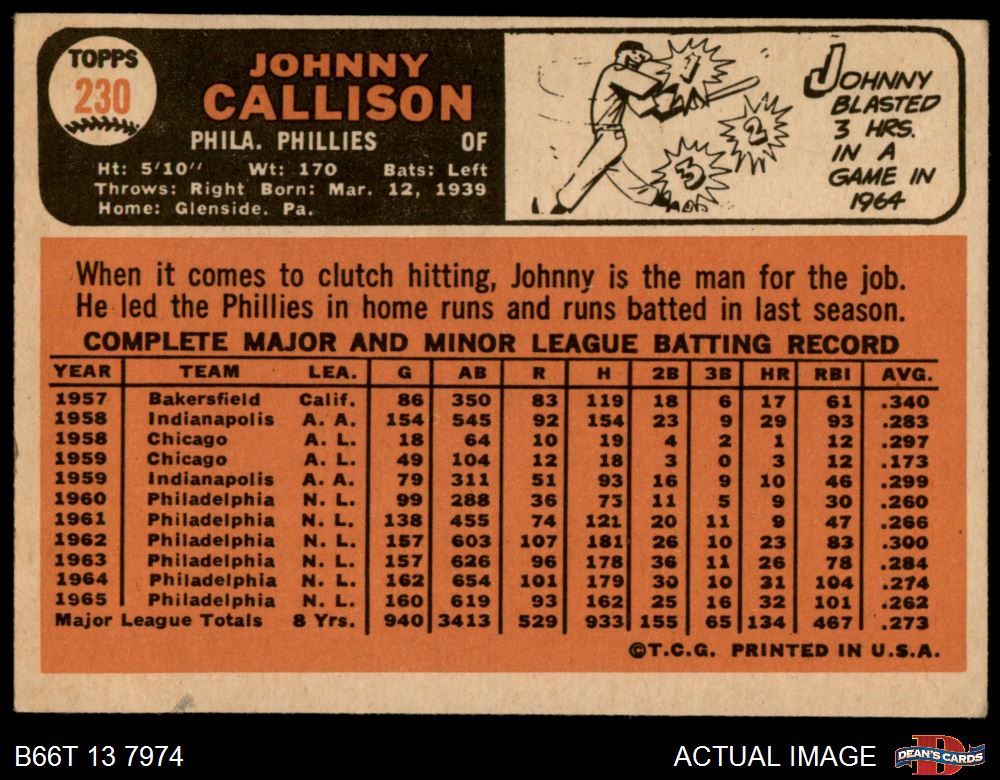 TOPPS
230
JOHNNY
CALLISON
PHILA. PHILLIES OF
Ht: 5'10" Wt: 170 Bats: Left
Throws: Right Born: Mar. 12, 1939
Home: Glenside. Pa.
1
2
3
JOHNNY
BLASTED
3 HRS.
IN A
GAME IN
1964
When it comes to clutch hitting, Johnny is the man for the job.
He led the Phillies in home runs and runs batted in last season.
COMPLETE MAJOR AND MINOR LEAGUE BATTING RECORD
YEAR TEAM LEA. G AB R H 2B 3B HR RBI AVG.
1957 Bakersfield Calif. 86 350 83 119 18 6 17 61 .340
1958 Indianapolis A. A. 154 545 92 154 23 9 29 93 .283
1958 Chicago A. L. 18 64 10 19 4 2 1 12 .297
1959 Chicago A. L. 49 104 12 18 3 0 3 12 .173
1959 Indianapolis A. A. 79 311 51 93 16 9 10 46 .299
1960 Philadelphia N. L. 99 288 36 75 11 5 9 30 .260
1961 Philadelphia N. L. 138 455 74 121 20 11 9 47 .266
1962 Philadelphia N. L. 157 603 107 181 26 10 23 83 .300
1963 Philadelphia N. L. 157 626 96 178 36 11 26 78 .284
1964 Philadelphia N. L. 162 654 101 179 30 10 31 104 .274
1965 Philadelphia N. L. 160 619 93 162 25 16 32 101 .262
Major League Totals 8 Yrs. 940 3413 529 933 155 65 134 467 .273
©T.C.G. PRINTED IN U.S.A.
B66T 13 7974 ACTUAL IMAGE DEAN'S CARDS